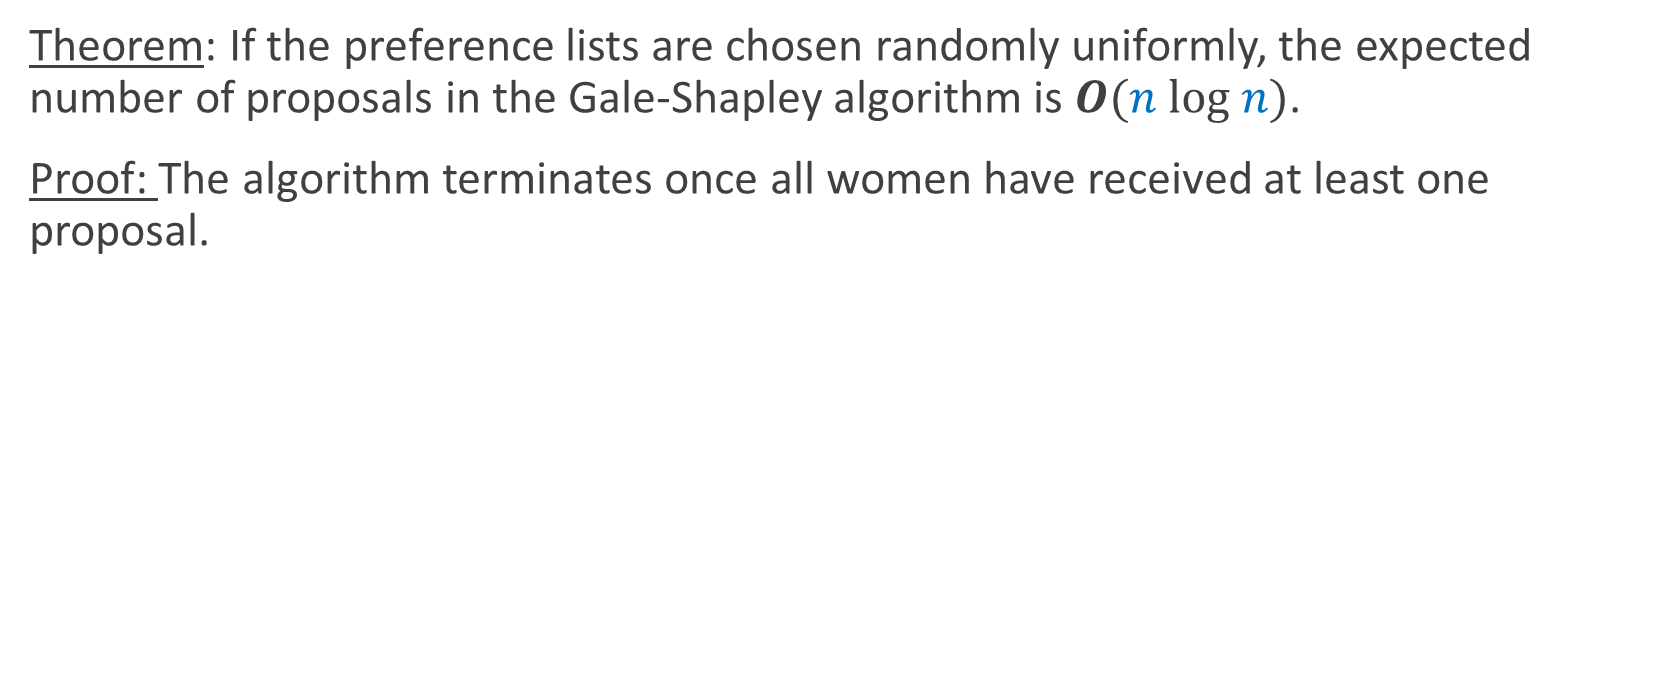 Theorem: If the preference lists are chosen randomly uniformly, the expected
number of proposals in the Gale-Shapley algorithm is O(n log n).
Proof: The algorithm terminates once all women have received at least one
proposal.